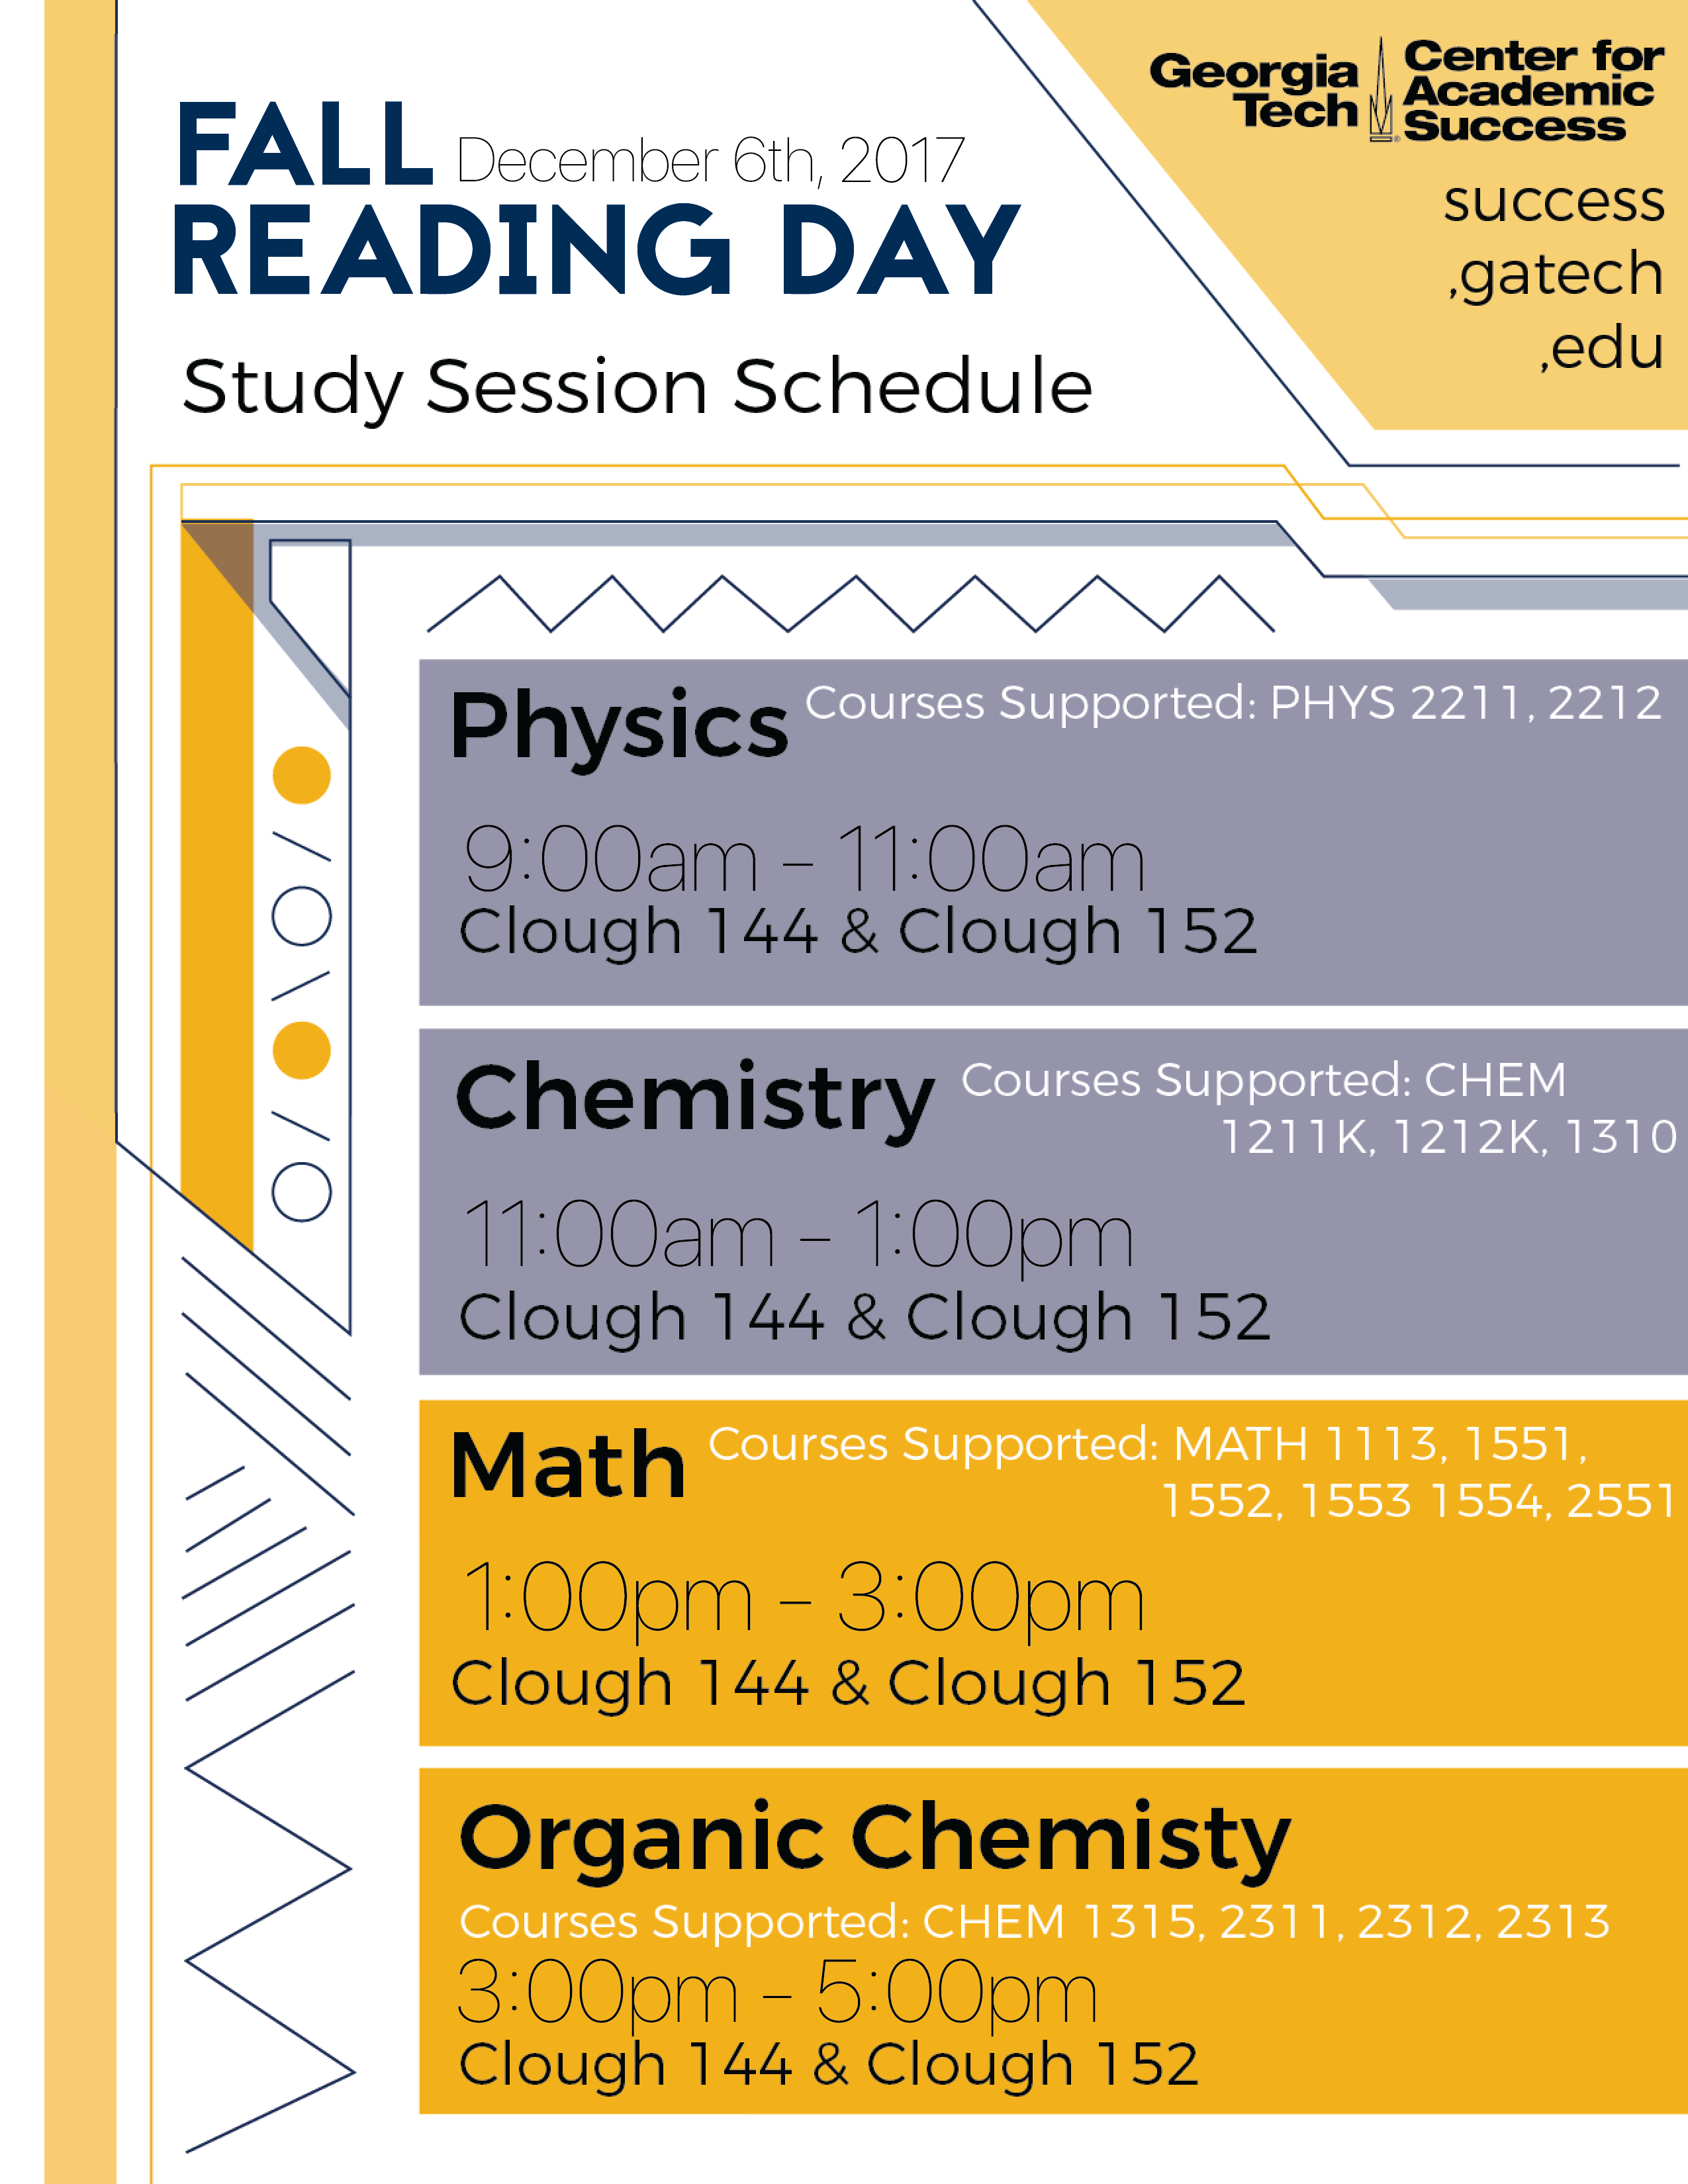 Georgia Tech Center for Academic Success
success
,gatech
,edu
FALL December 6th, 2017
READING DAY
Study Session Schedule
Physics Courses Supported: PHYS 2211, 2212
9:00am - 11:00am
Clough 144 & Clough 152
Chemistry Courses Supported: CHEM
1211K, 1212K, 1310
11:00am - 1:00pm
Clough 144 & Clough 152
Math Courses Supported: MATH 1113, 1551,
1552, 1553 1554, 2551
1:00pm - 3:00pm
Clough 144 & Clough 152
Organic Chemisty
Courses Supported: CHEM 1315, 2311, 2312, 2313
3:00pm - 5:00pm
Clough 144 & Clough 152